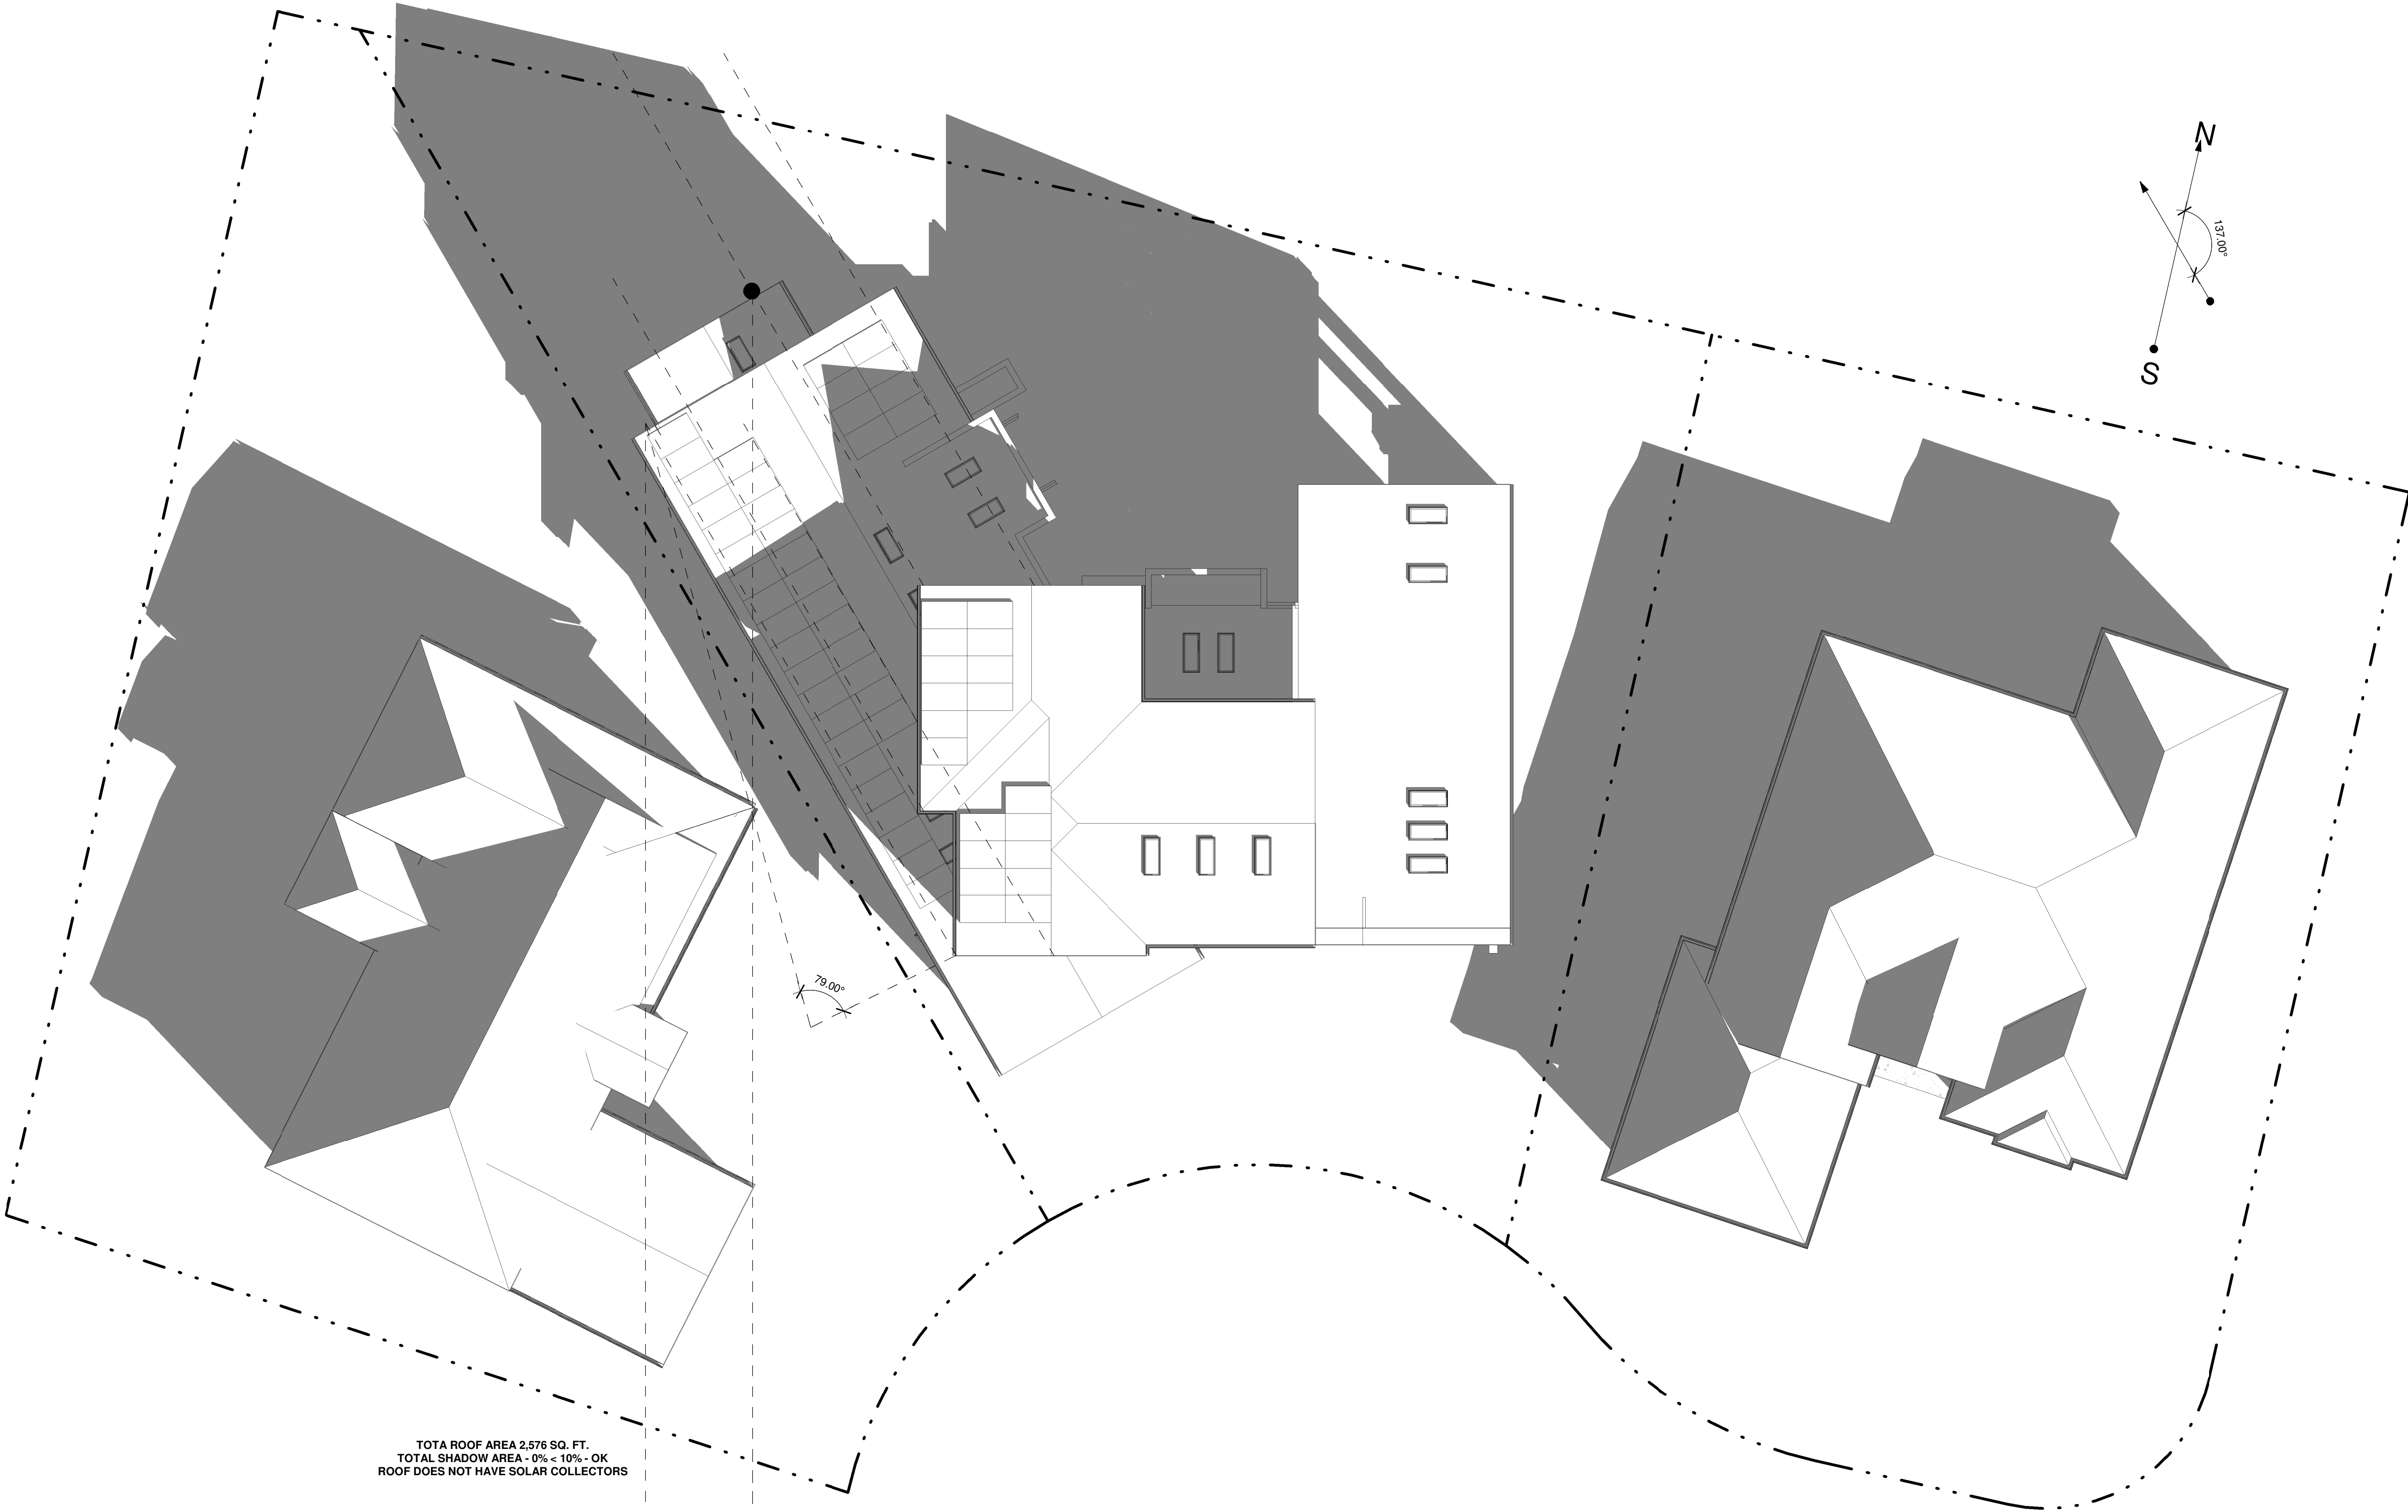 N
137.00°
S
79.00°
TOTA ROOF AREA 2,576 SQ. FT.
TOTAL SHADOW AREA - 0% < 10% - OK
ROOF DOES NOT HAVE SOLAR COLLECTORS